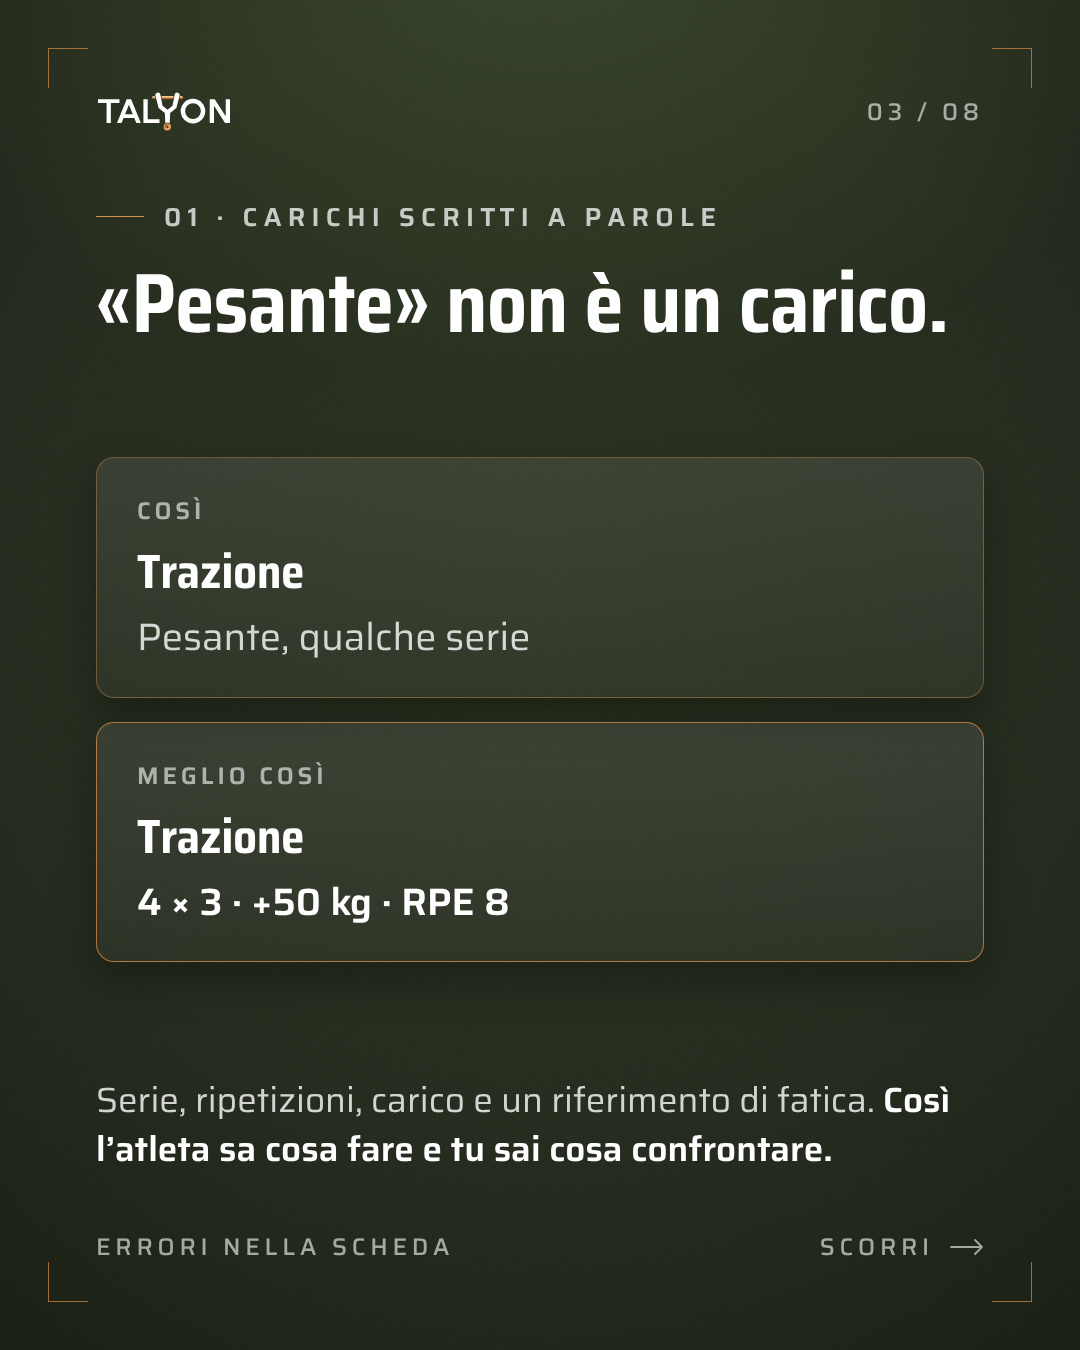 TALYON
03 / 08
01 · CARICHI SCRITTI A PAROLE
«Pesante» non è un carico.
COSÌ
Trazione
Pesante, qualche serie
MEGLIO COSÌ
Trazione
4 × 3 · +50 kg · RPE 8
Serie, ripetizioni, carico e un riferimento di fatica. Così
l’atleta sa cosa fare e tu sai cosa confrontare.
ERRORI NELLA SCHEDA
SCORRI →